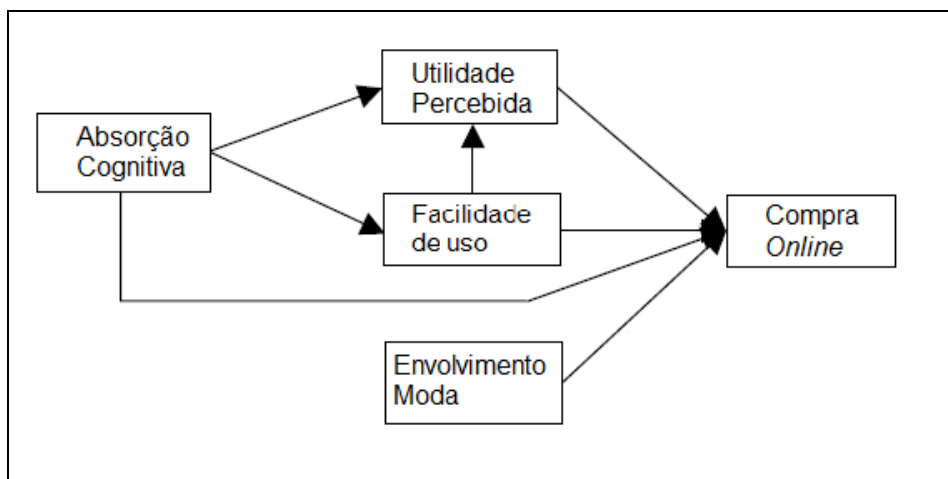 Utilidade
Percebida
Absorção
Cognitiva
Facilidade
de uso
Compra
Online
Envolvimento
Moda